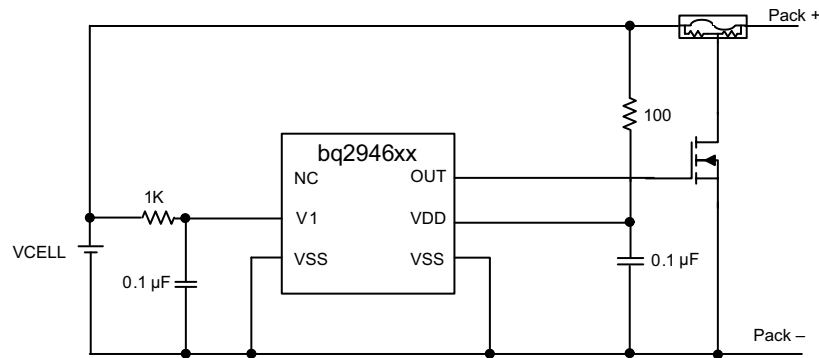 Pack +
100
bq2946xx
NC
OUT
1K
V1
VDD
VCELL
VSS
VSS
0.1 µF
0.1 µF
Pack –